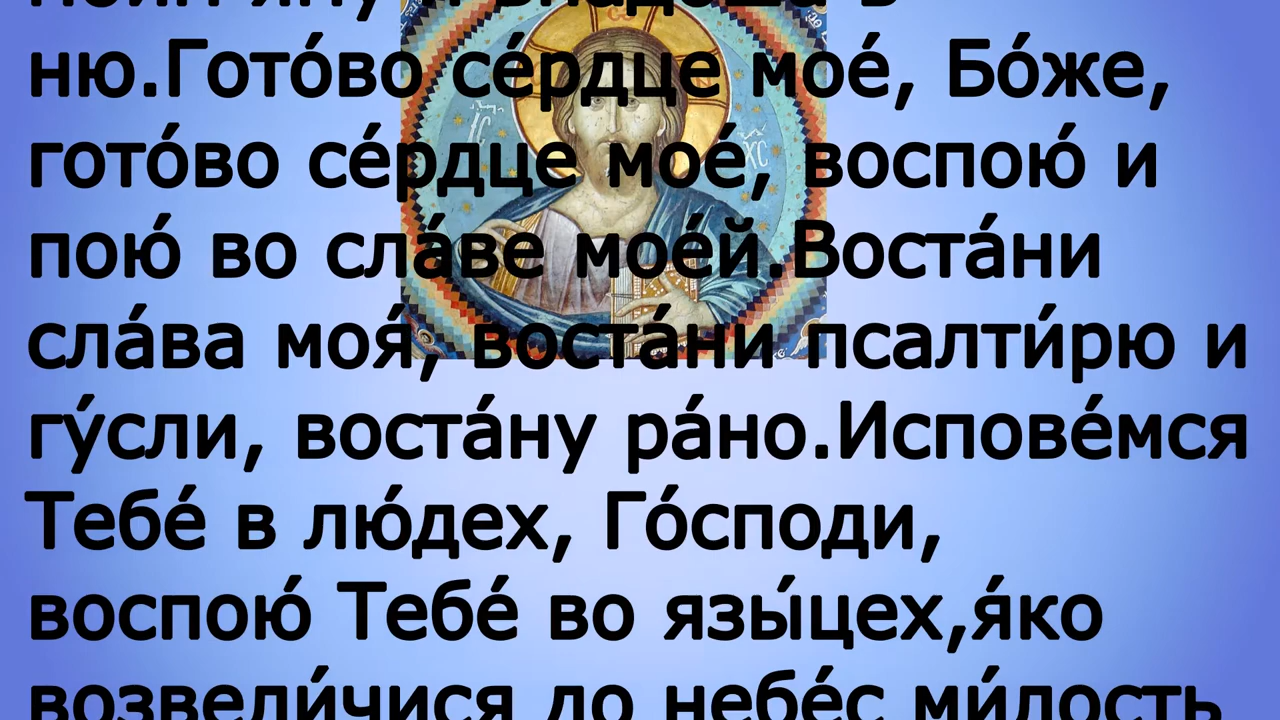 ню.Гото́во се́рдце мое́, Бо́же,
гото́во се́рдце мое́, воспою́ и
пою́ во сла́ве мое́й.Воста́ни
сла́ва моя́, воста́ни псалти́рю и
гу́сли, воста́ну ра́но.Испове́мся
Тебе́ в лю́дех, Го́споди,
воспою́ Тебе́ во язы́цех,я́ко
возвели́чися до небе́с ми́лость